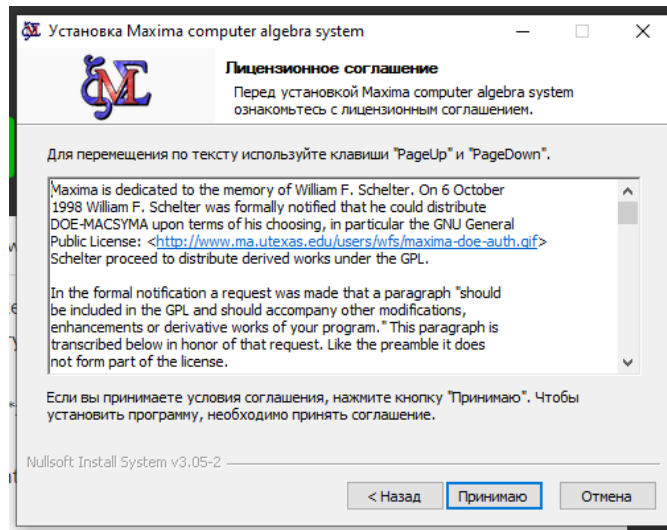 Установка Maxima computer algebra system
Лицензионное соглашение
Перед установкой Maxima computer algebra system
ознакомьтесь с лицензионным соглашением.
Для перемещения по тексту используйте клавиши "PageUp" и "PageDown".
Maxima is dedicated to the memory of William F. Schelter. On 6 October
1998 William F. Schelter was formally notified that he could distribute
DOE-MACSYMA upon terms of his choosing, in particular the GNU General
Public License: <http://www.ma.utexas.edu/users/wfs/maxima-doe-auth.gif>
Schelter proceed to distribute derived works under the GPL.
In the formal notification a request was made that a paragraph "should
be included in the GPL and should accompany other modifications,
enhancements or derivative works of your program." This paragraph is
transcribed below in honor of that request. Like the preamble it does
not form part of the license.
Если вы принимаете условия соглашения, нажмите кнопку "Принимаю". Чтобы
установить программу, необходимо принять соглашение.
Nullsoft Install System v3.05-2
< Назад Принимаю Отмена